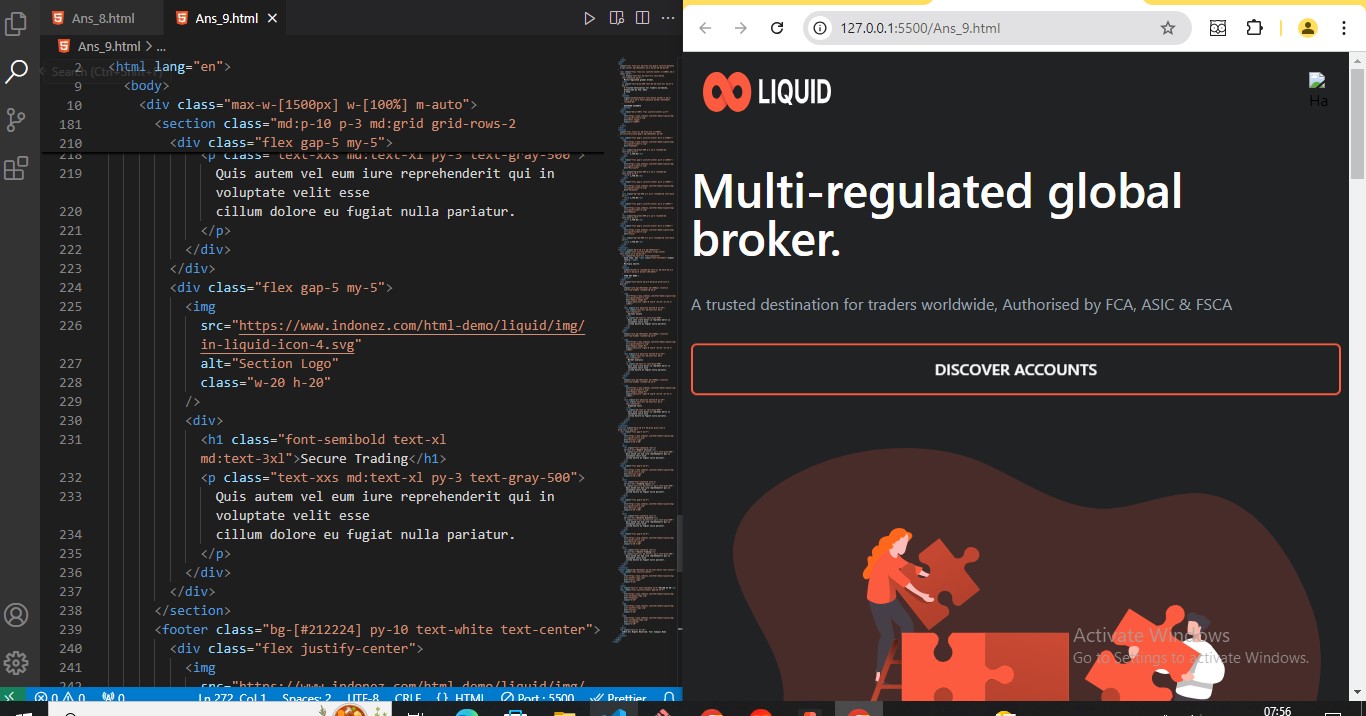 Ans_8.html
Ans_9.html
Ans_9.html > ...
Search (Ctrl+Shift+F)
2 <html lang="en">
9 <body>
10 <div class="max-w-[1500px] w-[100%] m-auto">
181 <section class="md:p-10 p-3 md:grid grid-rows-2
210 <div class="flex gap-5 my-5">
218 <p class="text-xxs md:text-xl py-3 text-gray-500">
219 Quis autem vel eum iure reprehenderit qui in
voluptate velit esse
220 cillum dolore eu fugiat nulla pariatur.
221 </p>
222 </div>
223 </div>
224 <div class="flex gap-5 my-5">
225 <img
226 src="https://www.indonez.com/html-demo/liquid/img/
in-liquid-icon-4.svg"
227 alt="Section Logo"
228 class="w-20 h-20"
229 />
230 <div>
231 <h1 class="font-semibold text-xl
md:text-3xl">Secure Trading</h1>
232 <p class="text-xxs md:text-xl py-3 text-gray-500">
233 Quis autem vel eum iure reprehenderit qui in
voluptate velit esse
234 cillum dolore eu fugiat nulla pariatur.
235 </p>
236 </div>
237 </div>
238 </section>
239 <footer class="bg-[#212224] py-10 text-white text-center">
240 <div class="flex justify-center">
241 <img
242 src="https://www.indonez.com/html-demo/liquid/img/
0 0 0 Ln 272, Col 1 Spaces: 2 UTF-8 CRLF {} HTML Port : 5500 Prettier
127.0.0.1:5500/Ans_9.html
LIQUID
Ha
Multi-regulated global
broker.
A trusted destination for traders worldwide, Authorised by FCA, ASIC & FSCA
DISCOVER ACCOUNTS
Activate Windows
Go to Settings to activate Windows.
07:56